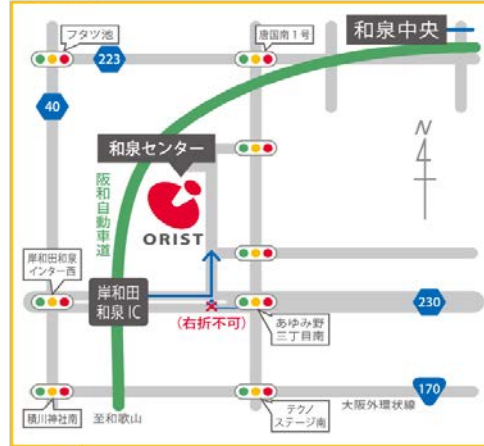 フタツ池
唐国南1号
和泉中央
223
40
和泉センター
N
阪和自動車道
ORIST
岸和田和泉
インター西
岸和田
和泉IC
230
(右折不可)
あゆみ野
三丁目南
170
積川神社南
至和歌山
テクノ
ステージ南
大阪外環状線